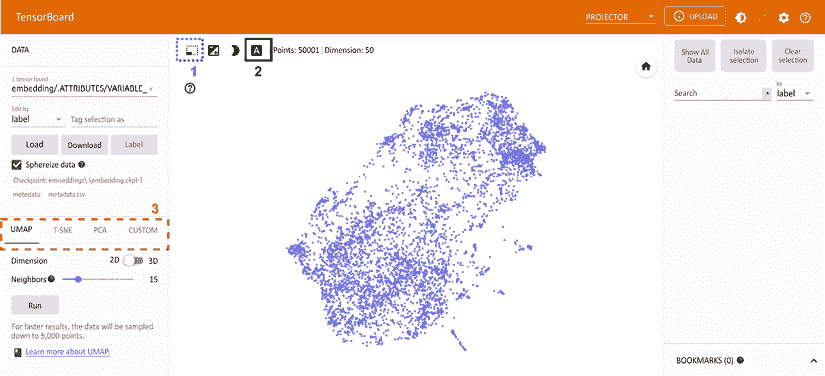 TensorBoard
PROJECTOR
UPLOAD
DATA
1 tensor found
embedding/.ATTRIBUTES/VARIABLE_
Edit by
label
Tag selection as
Load
Download
Label
Sphereize data
Checkpoint: emiseddings\.\embedding.ckpt-1
metedata: metadata.csv
3
UMAP
T-SNE
PCA
CUSTOM
Dimension
2D
3D
Neighbors
15
Run
For faster results, the data will be sampled
down to 5,000 points.
Learn more about UMAP.
A
Points: 50001 | Dimension: 50
1
2
Show All
Data
Isolate
selection
Clear
selection
Search
.*
by
label
BOOKMARKS (0)